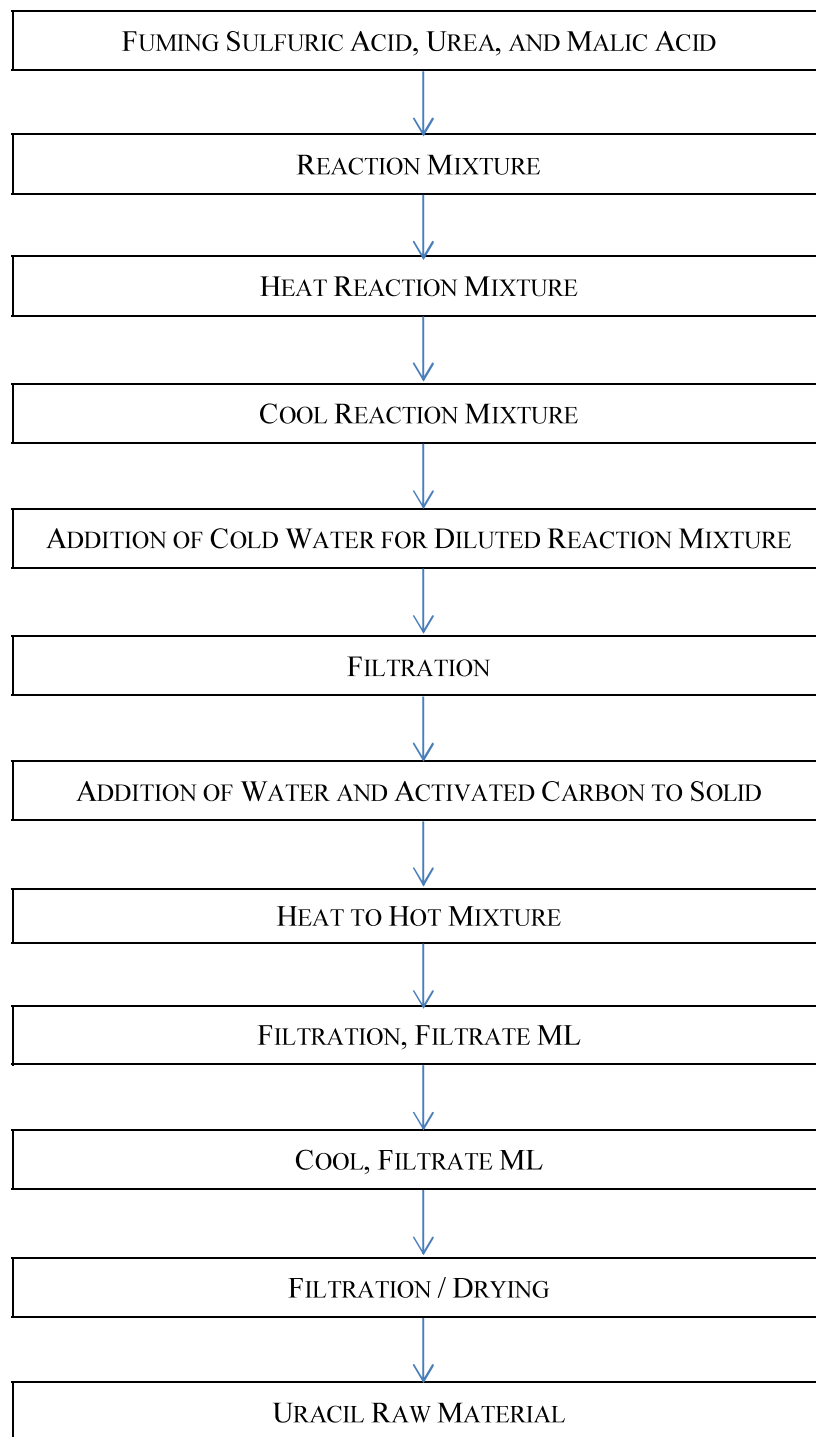 FUMING SULFURIC ACID, UREA, AND MALIC ACID
REACTION MIXTURE
HEAT REACTION MIXTURE
COOL REACTION MIXTURE
ADDITION OF COLD WATER FOR DILUTED REACTION MIXTURE
FILTRATION
ADDITION OF WATER AND ACTIVATED CARBON TO SOLID
HEAT TO HOT MIXTURE
FILTRATION, FILTRATE ML
COOL, FILTRATE ML
FILTRATION / DRYING
URACIL RAW MATERIAL